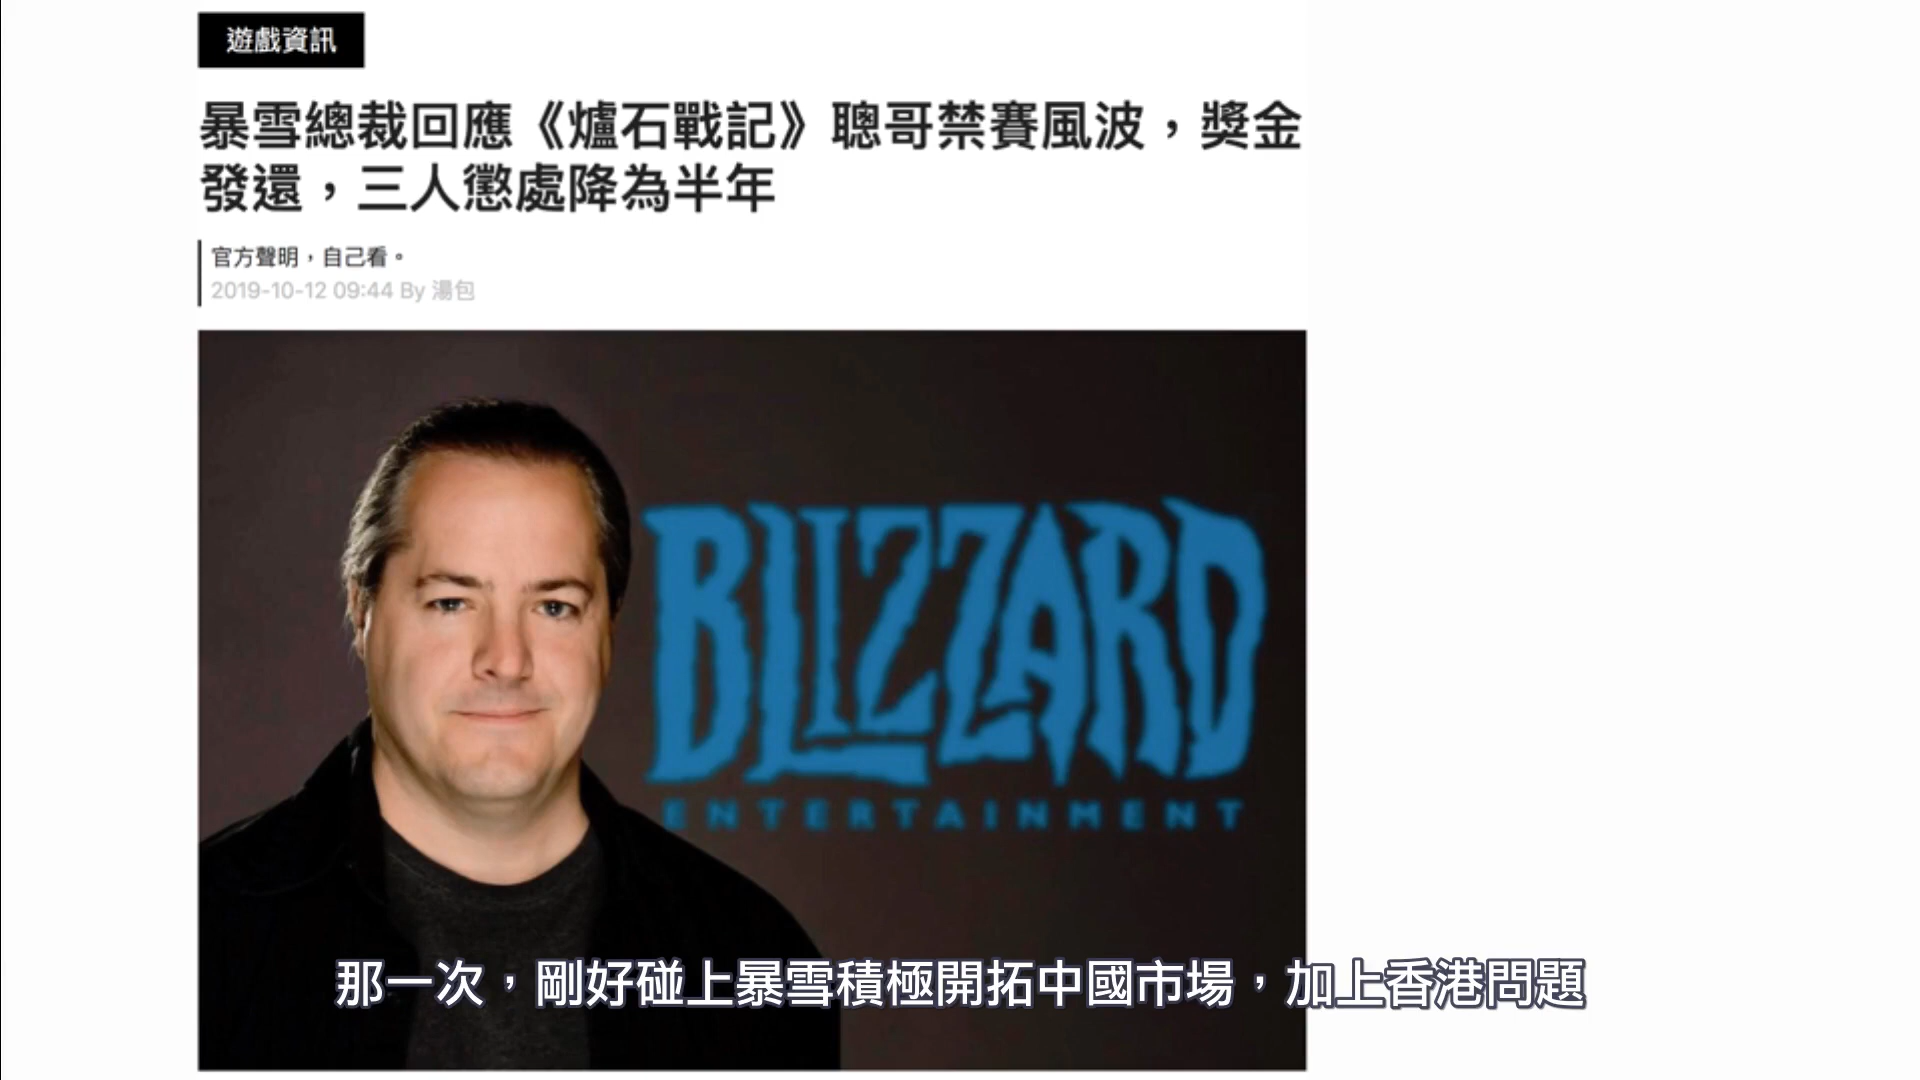 遊戲資訊
暴雪總裁回應《爐石戰記》聰哥禁賽風波，獎金
發還，三人懲處降為半年
官方聲明，自己看。
2019-10-12 09:44 By 湯包
BLIZZARD
ENTERTAINMENT
那一次，剛好碰上暴雪積極開拓中國市場，加上香港問題